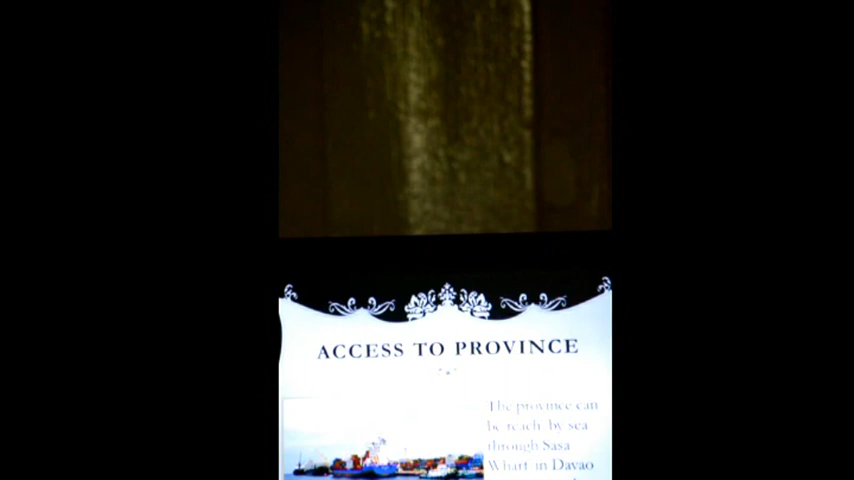 ACCESS TO PROVINCE
The province can
be reach by sea
through Sasa
Wharf in Davao